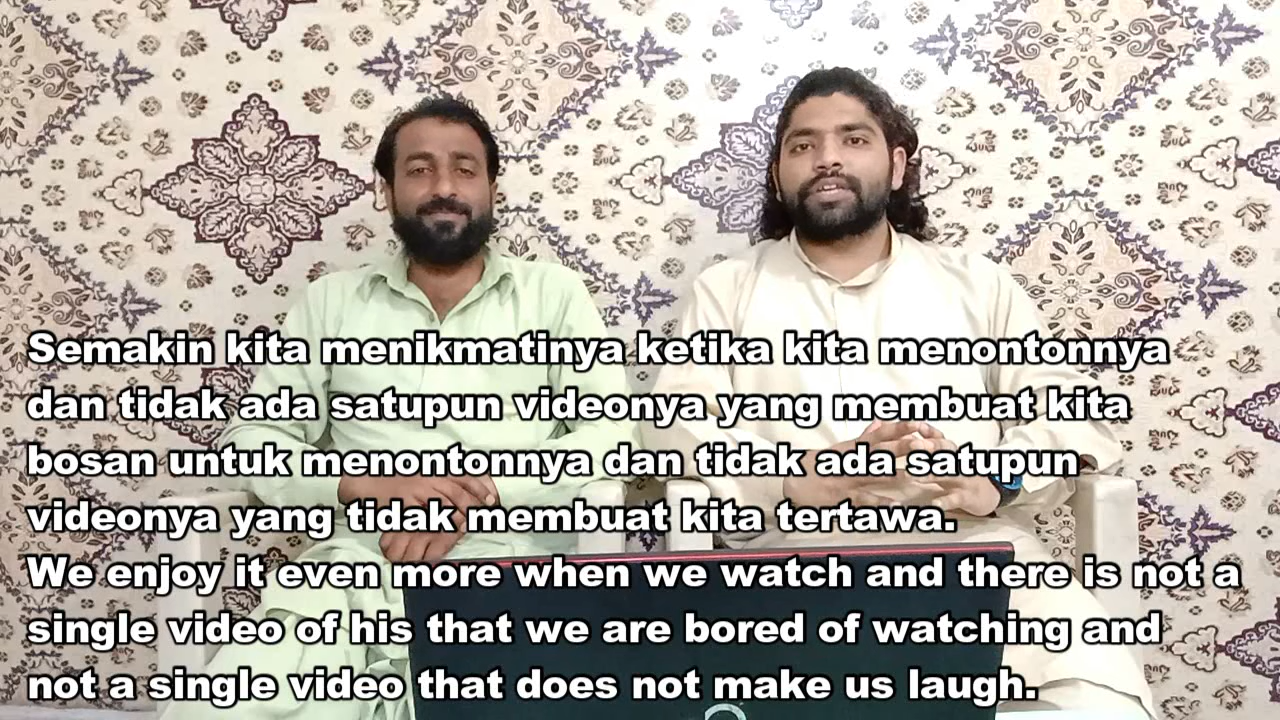 Semakin kita menikmatinya ketika kita menontonnya
dan tidak ada satupun videonya yang membuat kita
bosan untuk menontonnya dan tidak ada satupun
videonya yang tidak membuat kita tertawa.
We enjoy it even more when we watch and there is not a
single video of his that we are bored of watching and
not a single video that does not make us laugh.